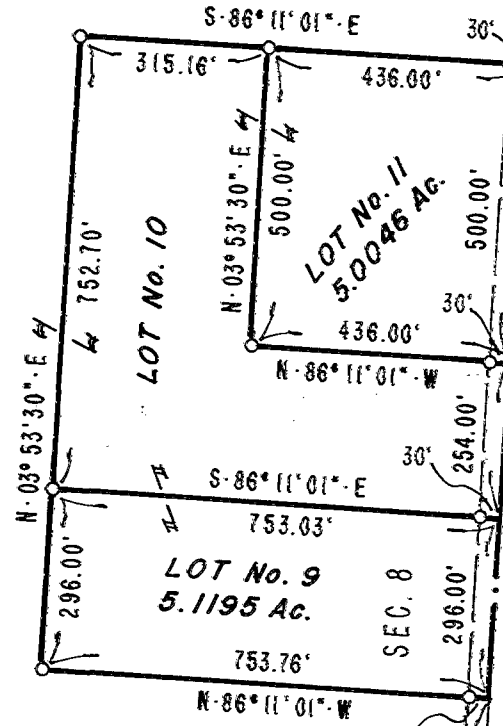 S·86°11'01"·E
30'
315.16'
436.00'
N·03°53'30"·E
500.00'
LOT No. 11
5.0046 Ac.
500.00'
752.70'
LOT No. 10
30'
436.00'
N·86°11'01"·W
N·03°53'30"·E
254.00'
30'
S·86°11'01"·E
753.03'
296.00'
LOT No. 9
5.1195 Ac.
SEC. 8
296.00'
753.76'
N·86°11'01"·W